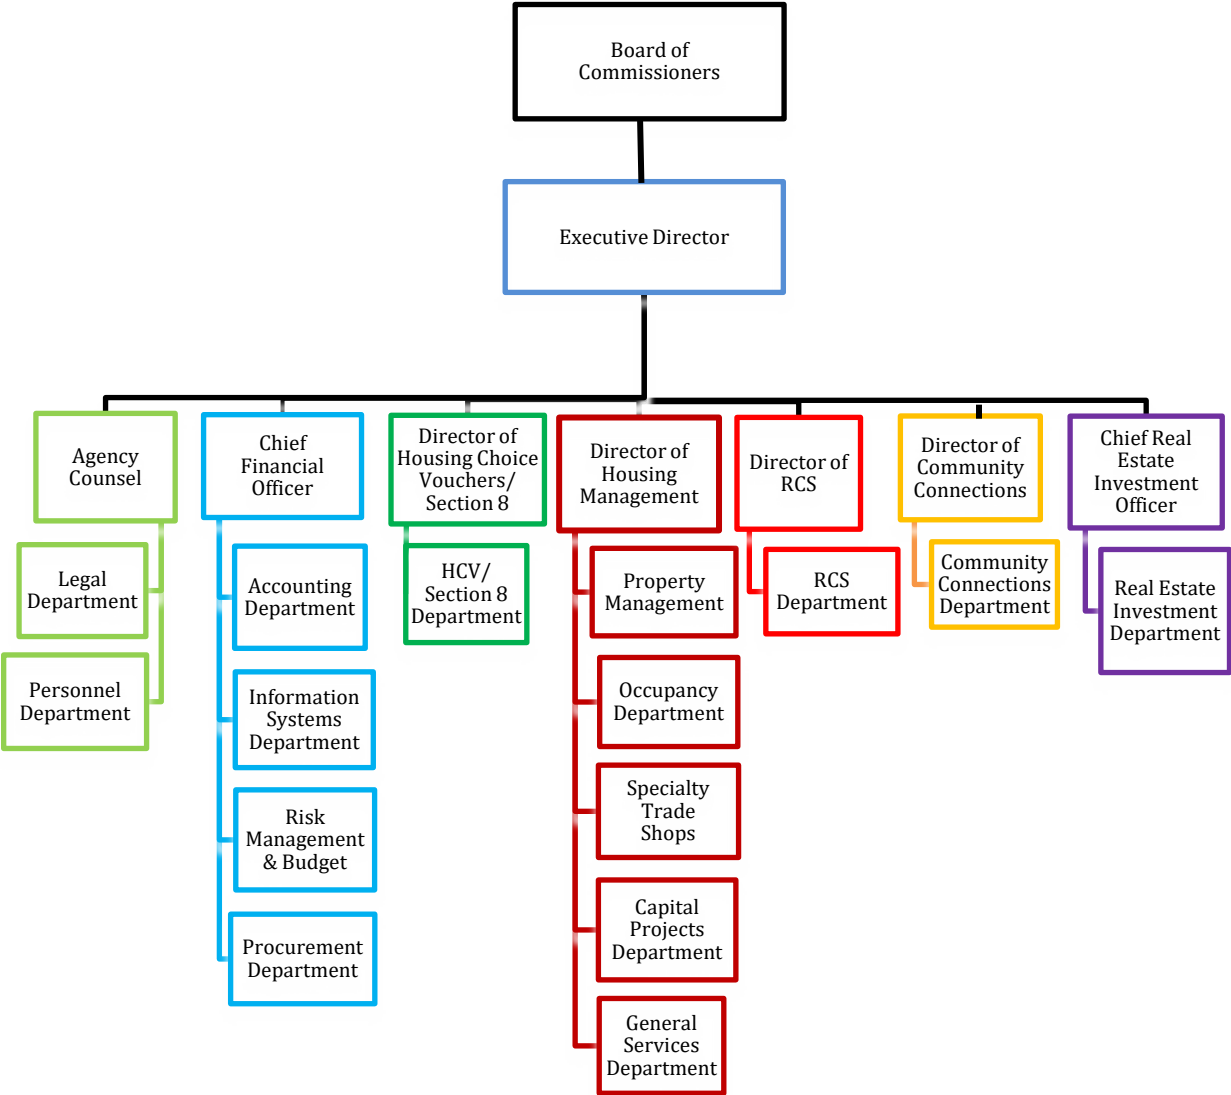 Board of
Commissioners
Executive Director
Agency
Counsel
Chief
Financial
Officer
Director of
Housing Choice
Vouchers/
Section 8
Director of
Housing
Management
Director of
RCS
Director of
Community
Connections
Chief Real
Estate
Investment
Officer
Legal
Department
Personnel
Department
Accounting
Department
Information
Systems
Department
Risk
Management
& Budget
Procurement
Department
HCV/
Section 8
Department
Property
Management
Occupancy
Department
Specialty
Trade
Shops
Capital
Projects
Department
General
Services
Department
RCS
Department
Community
Connections
Department
Real Estate
Investment
Department